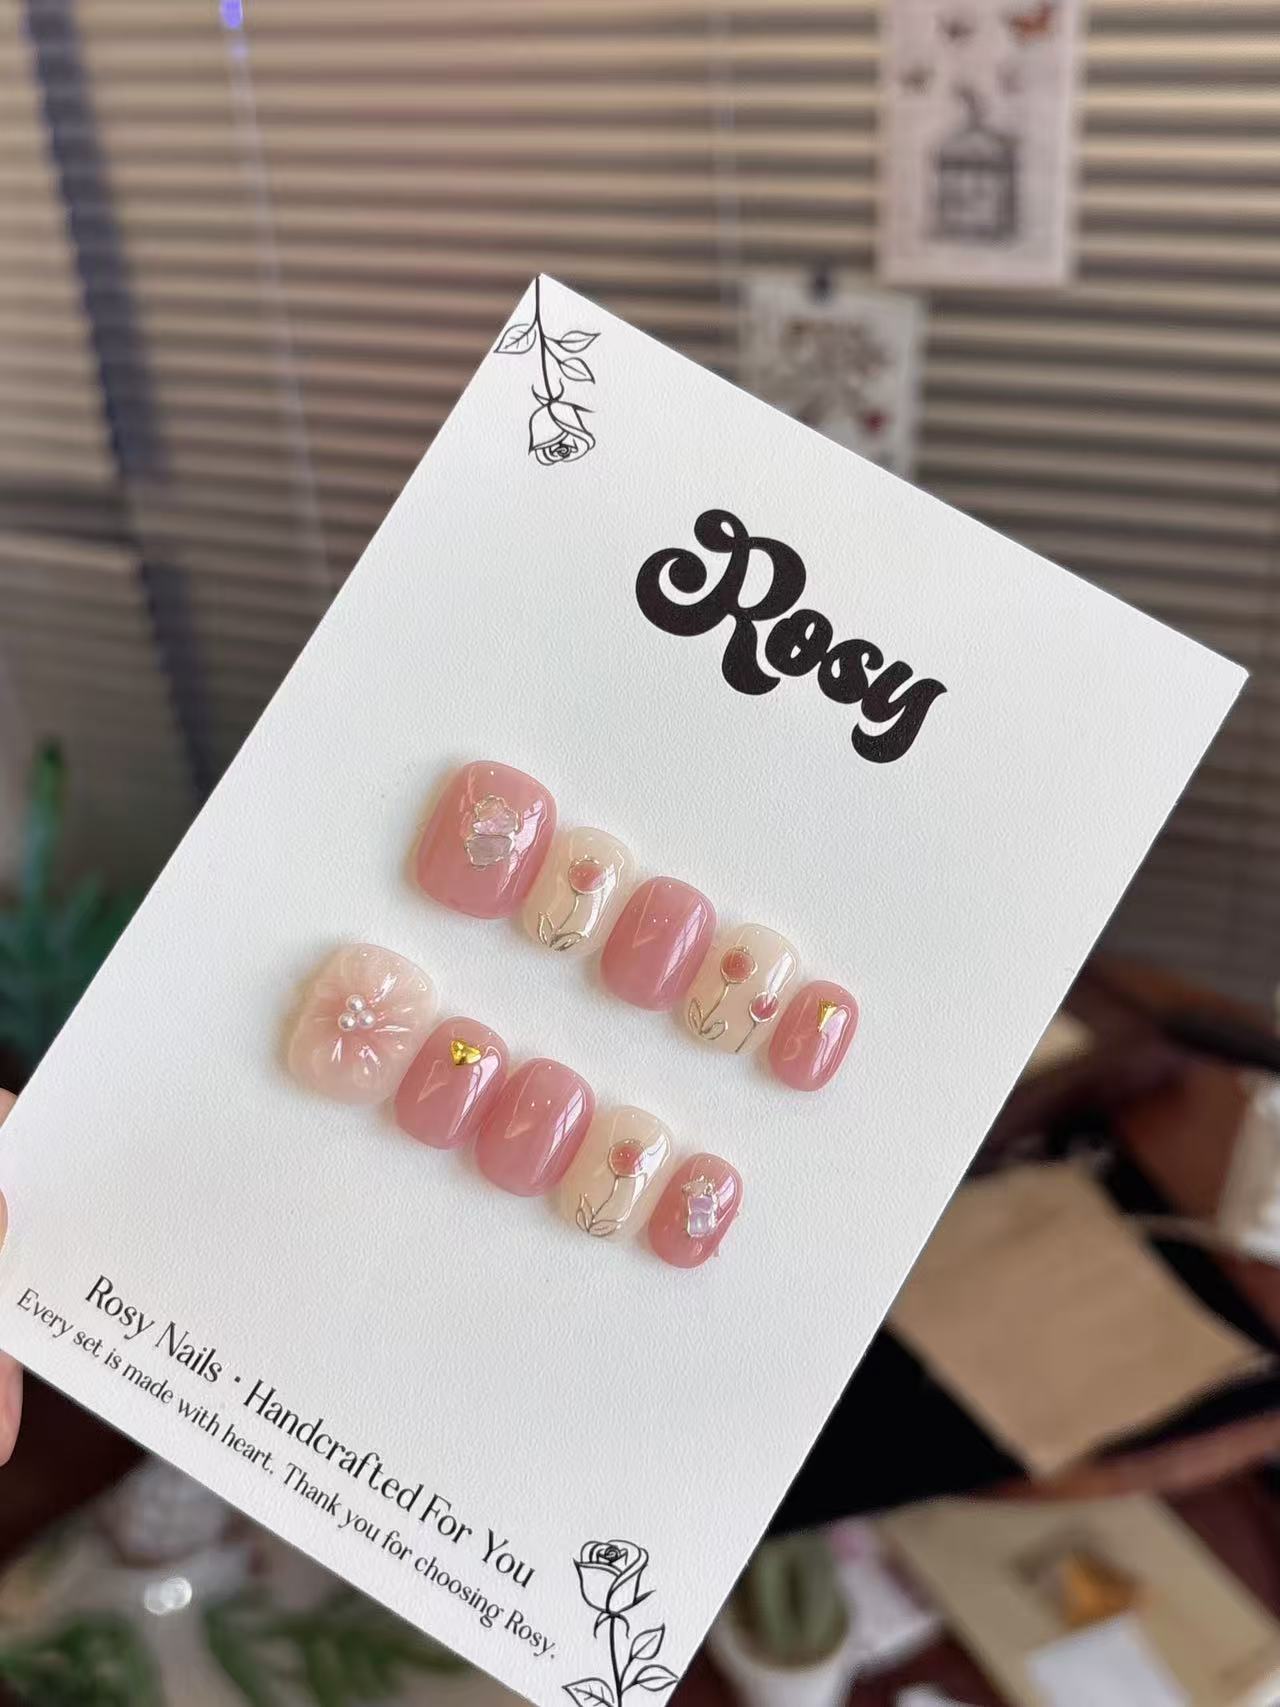 Rosy
Rosy Nails · Handcrafted For You
Every set is made with heart. Thank you for choosing Rosy.